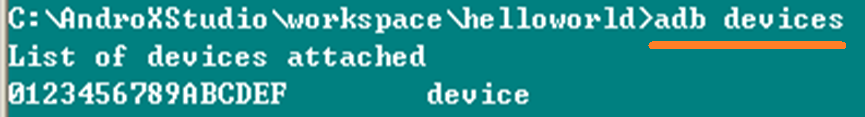 C:\AndroXStudio\workspace\helloworld>adb devices
List of devices attached
0123456789ABCDEF        device